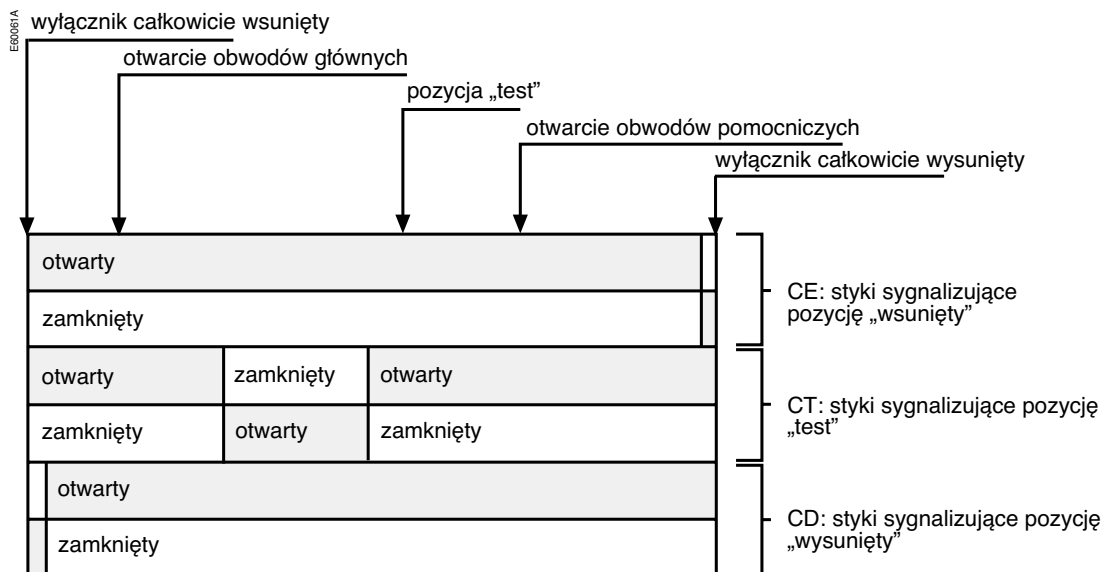 E60061A
wyłącznik całkowicie wsunięty
otwarcie obwodów głównych
pozycja „test”
otwarcie obwodów pomocniczych
wyłącznik całkowicie wysunięty
otwarty
zamknięty
CE: styki sygnalizujące
pozycję „wsunięty”
otwarty zamknięty otwarty
zamknięty otwarty zamknięty
CT: styki sygnalizujące pozycję
„test”
otwarty
zamknięty
CD: styki sygnalizujące pozycję
„wysunięty”